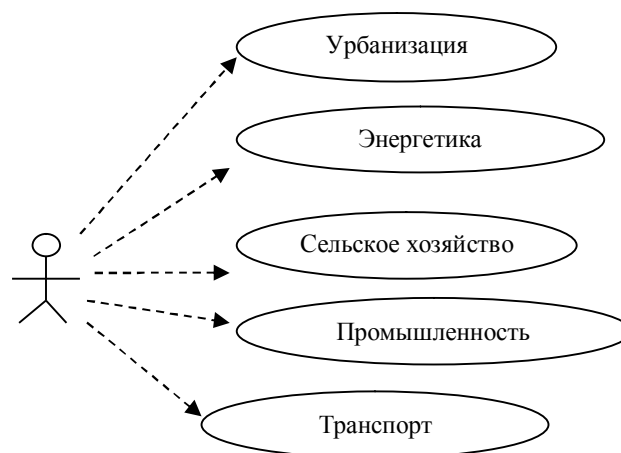 Урбанизация
Энергетика
Сельское хозяйство
Промышленность
Транспорт